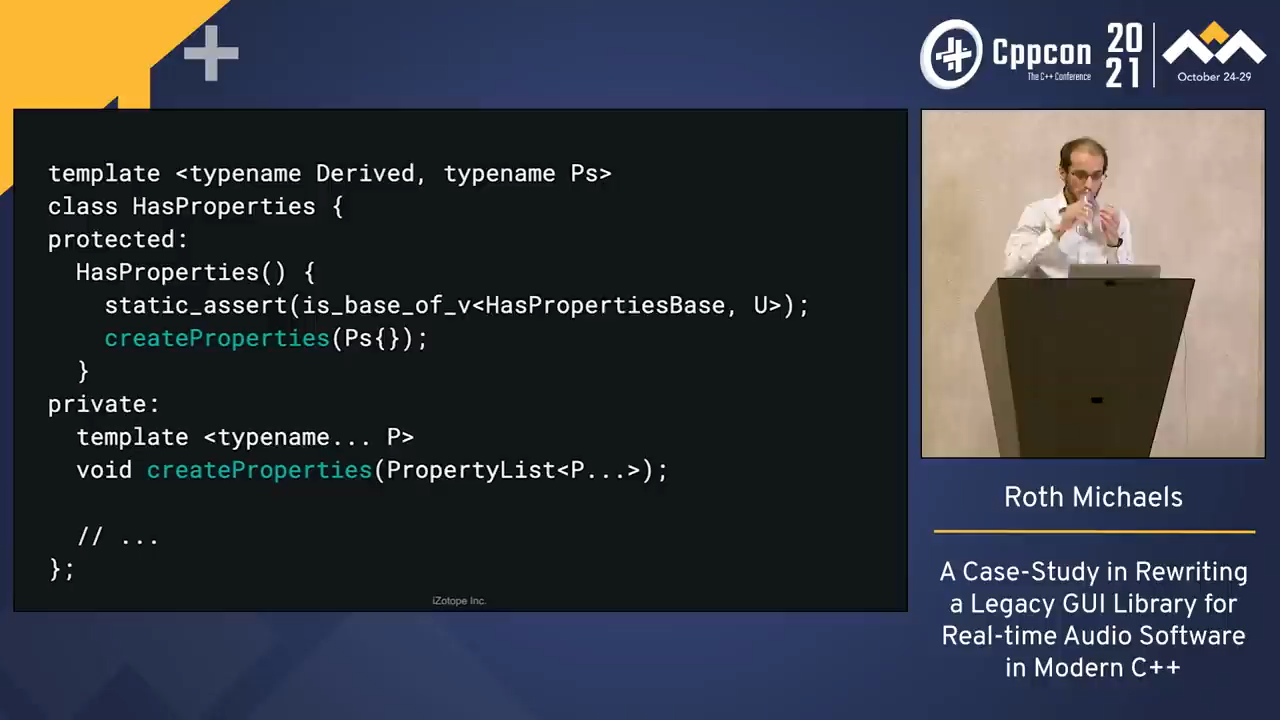 template <typename Derived, typename Ps>
class HasProperties {
protected:
  HasProperties() {
    static_assert(is_base_of_v<HasPropertiesBase, U>);
    createProperties(Ps{});
  }
private:
  template <typename... P>
  void createProperties(PropertyList<P...>);
  // ...
};
iZotope Inc.
Cppcon
The C++ Conference
20
21
October 24-29
Roth Michaels
A Case-Study in Rewriting
a Legacy GUI Library for
Real-time Audio Software
in Modern C++